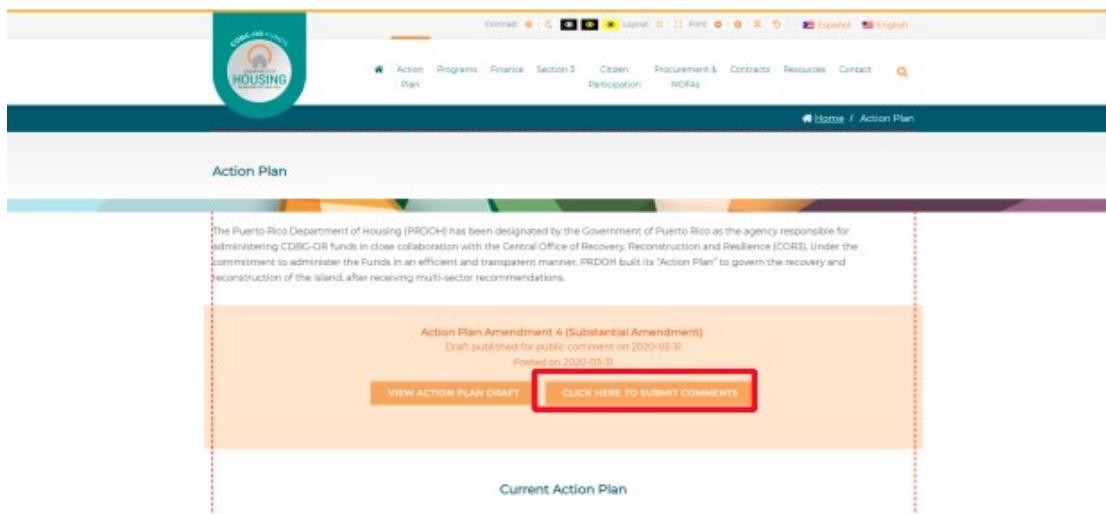 Contrast Layout Font Español English
CDBG-DR FUNDS
HOUSING
Action Plan Programs Finance Section 3 Citizen Participation Procurement & NOFAs Contracts Resources Contact
Home / Action Plan
Action Plan
The Puerto Rico Department of Housing (PRDOH) has been designated by the Government of Puerto Rico as the agency responsible for
administering CDBG-DR funds in close collaboration with the Central Office of Recovery, Reconstruction and Resilience (COR3). Under the
commitment to administer the Funds in an efficient and transparent manner, PRDOH built its "Action Plan" to govern the recovery and
reconstruction of the Island, after receiving multi-sector recommendations.
Action Plan Amendment 4 (Substantial Amendment)
Draft published for public comment on 2020-03-31
Posted on 2020-03-31
VIEW ACTION PLAN DRAFT CLICK HERE TO SUBMIT COMMENTS
Current Action Plan